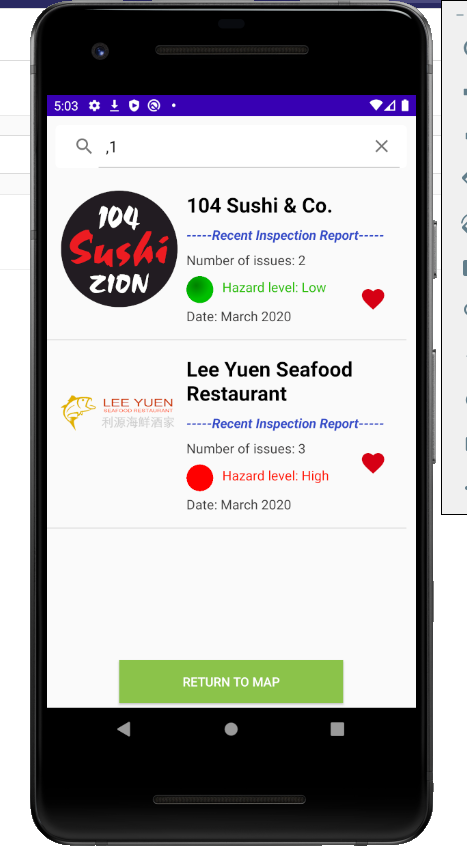 5:03
,1
104
Sushi
ZION
104 Sushi & Co.
-----Recent Inspection Report-----
Number of issues: 2
Hazard level: Low
Date: March 2020
LEE YUEN
SEAFOOD RESTAURANT
利源海鮮酒家
Lee Yuen Seafood
Restaurant
-----Recent Inspection Report-----
Number of issues: 3
Hazard level: High
Date: March 2020
RETURN TO MAP